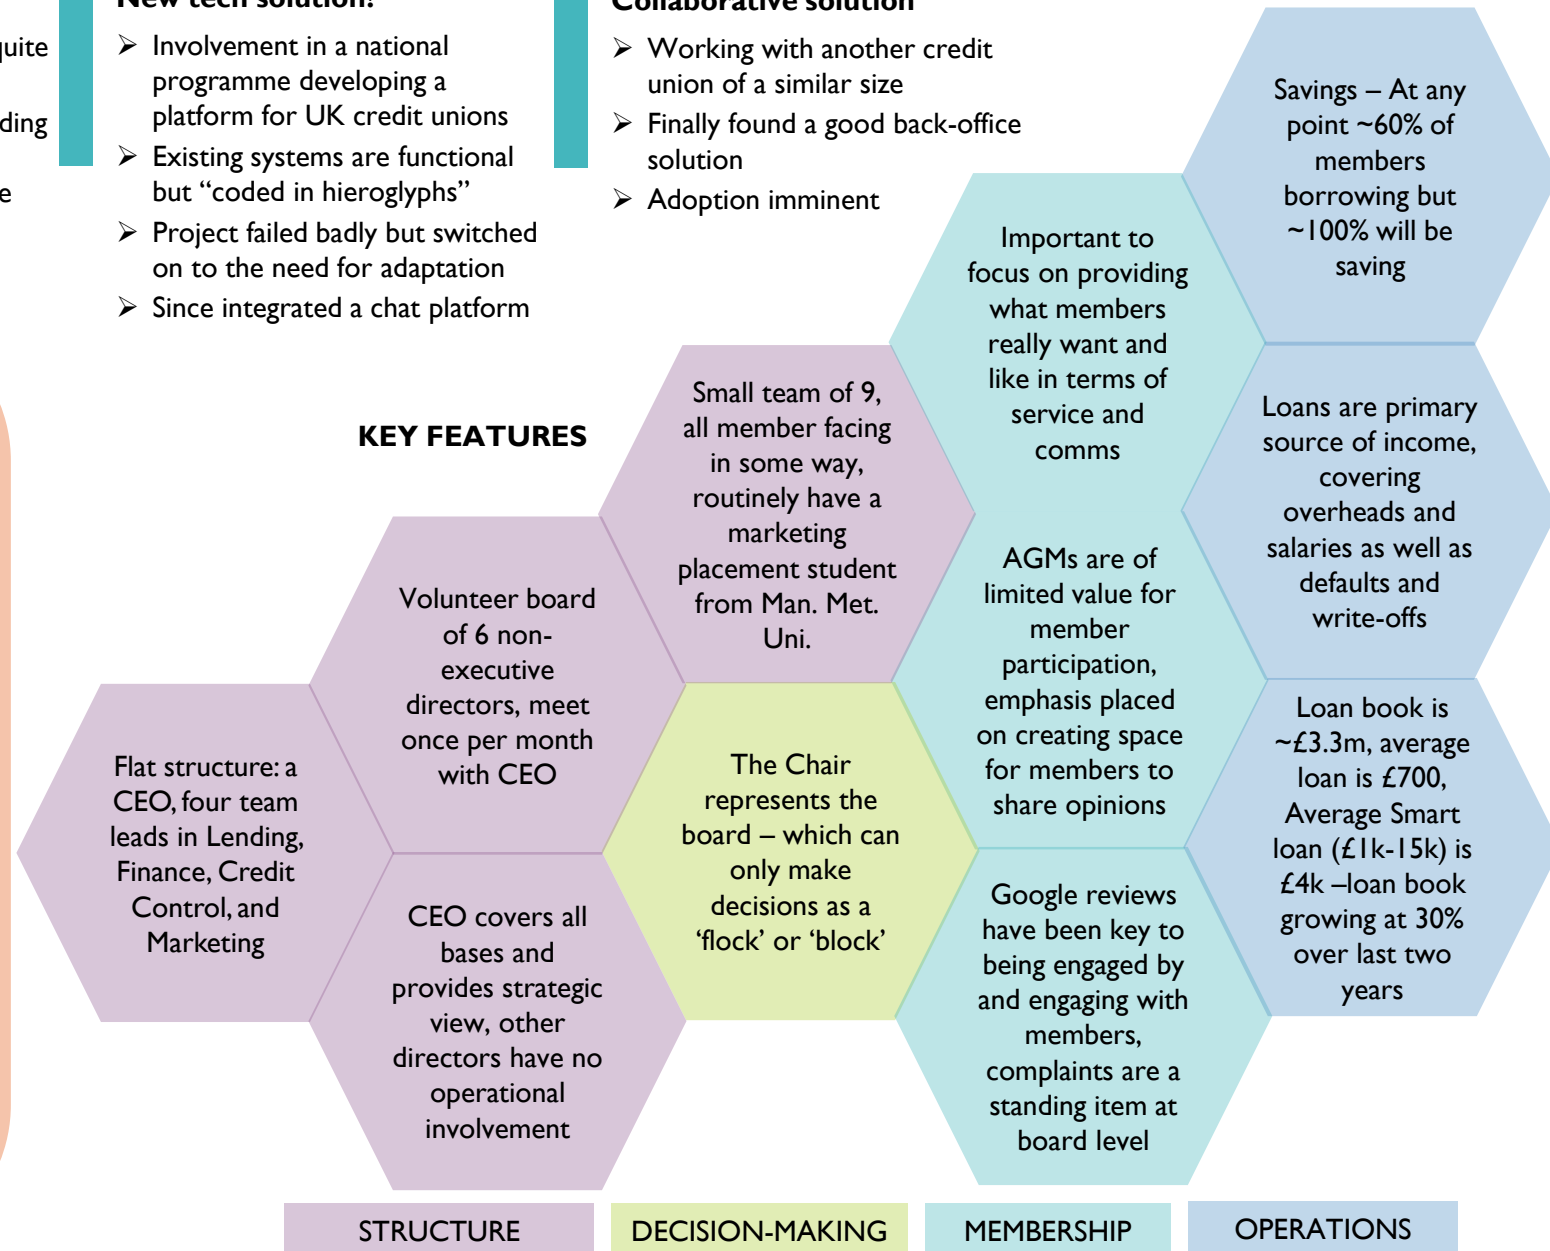 quite
ding
e
New tech solution?
➢ Involvement in a national
programme developing a
platform for UK credit unions
➢ Existing systems are functional
but “coded in hieroglyphs”
➢ Project failed badly but switched
on to the need for adaptation
➢ Since integrated a chat platform
Collaborative solution
➢ Working with another credit
union of a similar size
➢ Finally found a good back-office
solution
➢ Adoption imminent
KEY FEATURES
Flat structure: a
CEO, four team
leads in Lending,
Finance, Credit
Control, and
Marketing
Volunteer board
of 6 non-
executive
directors, meet
once per month
with CEO
CEO covers all
bases and
provides strategic
view, other
directors have no
operational
involvement
Small team of 9,
all member facing
in some way,
routinely have a
marketing
placement student
from Man. Met.
Uni.
The Chair
represents the
board – which can
only make
decisions as a
‘flock’ or ‘block’
Important to
focus on providing
what members
really want and
like in terms of
service and
comms
AGMs are of
limited value for
member
participation,
emphasis placed
on creating space
for members to
share opinions
Google reviews
have been key to
being engaged by
and engaging with
members,
complaints are a
standing item at
board level
Savings – At any
point ~60% of
members
borrowing but
~100% will be
saving
Loans are primary
source of income,
covering
overheads and
salaries as well as
defaults and
write-offs
Loan book is
~£3.3m, average
loan is £700,
Average Smart
loan (£1k-15k) is
£4k –loan book
growing at 30%
over last two
years
STRUCTURE
DECISION-MAKING
MEMBERSHIP
OPERATIONS